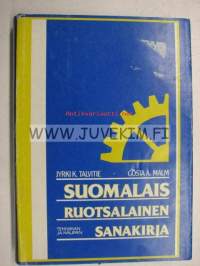 WWW.JUVEKIM.FI
JYRKI K. TALVITIE GÖSTA A. MALM
SUOMALAIS
RUOTSALAINEN
TEKNIIKAN
JA KAUPAN
SANAKIRJA